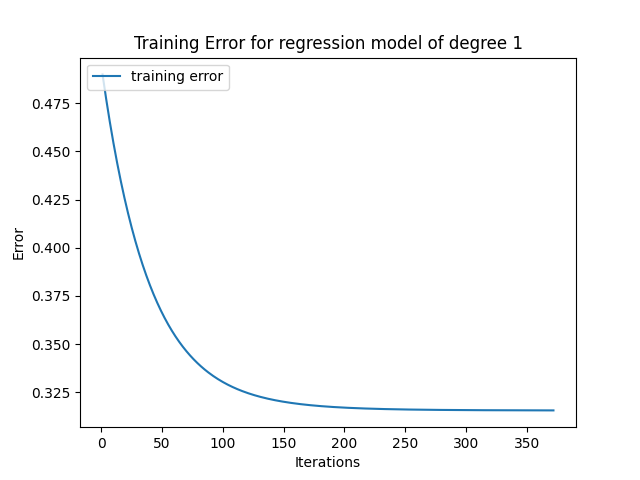 Training Error for regression model of degree 1
training error
0.475
0.450
0.425
0.400
0.375
0.350
0.325
Error
0 50 100 150 200 250 300 350
Iterations